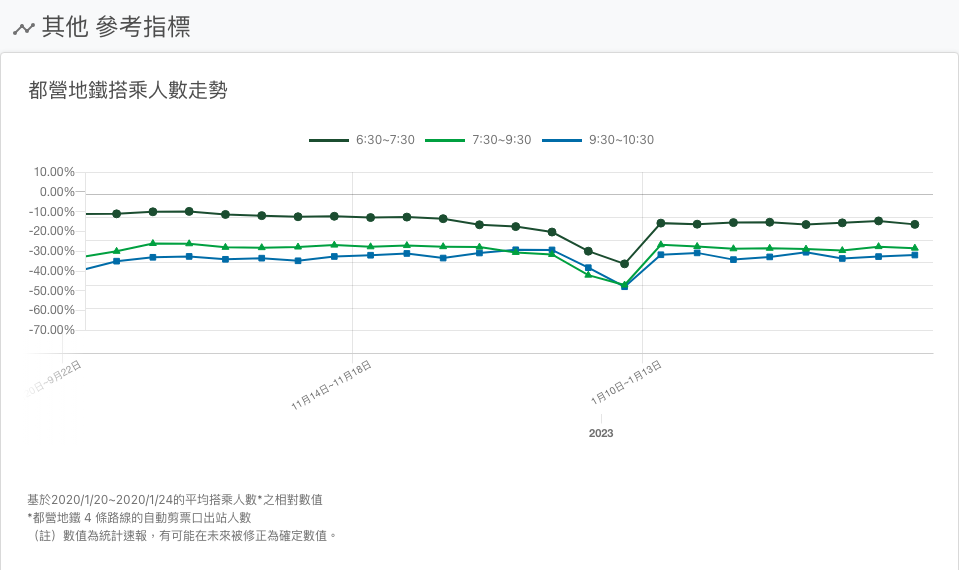 其他 參考指標
都營地鐵搭乘人數走勢
6:30~7:30 7:30~9:30 9:30~10:30
10.00%
0.00%
-10.00%
-20.00%
-30.00%
-40.00%
-50.00%
-60.00%
-70.00%
0日~9月22日 11月14日~11月18日 1月10日~1月13日
2023
基於2020/1/20~2020/1/24的平均搭乘人數*之相對數值
*都營地鐵 4 條路線的自動剪票口出站人數
（註）數值為統計速報，有可能在未來被修正為確定數值。